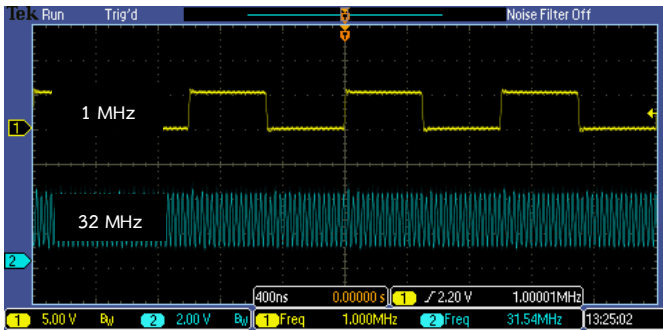 Tek Run Trig'd Noise Filter Off
1 MHz
1
32 MHz
2
400ns 0.00000 s 1 2.20 V 1.00001MHz
1 5.00 V BW 2 2.00 V BW 1 Freq 1.000MHz 2 Freq 31.54MHz 13:25:02